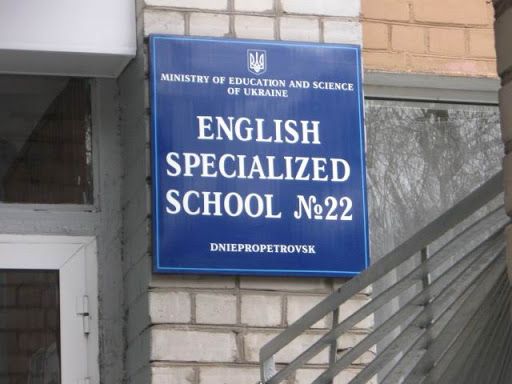 MINISTRY OF EDUCATION AND SCIENCE
OF UKRAINE
ENGLISH
SPECIALIZED
SCHOOL №22
DNIEPROPETROVSK